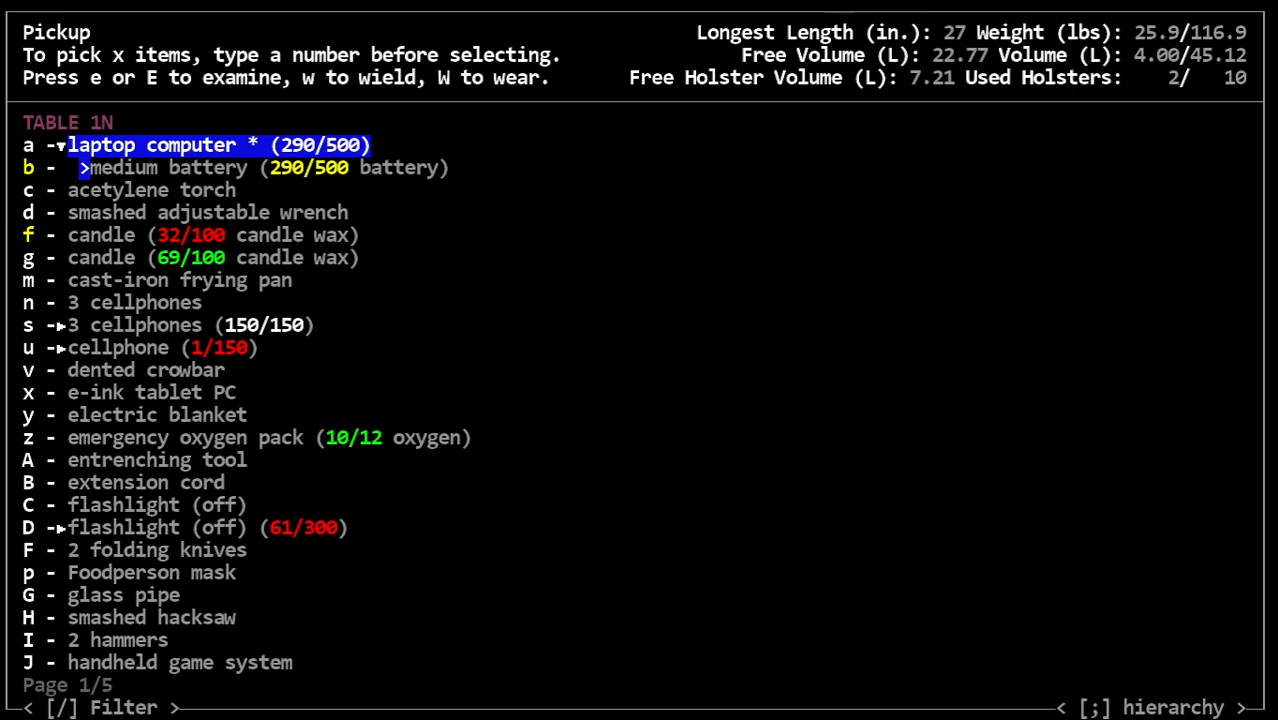 Pickup Longest Length (in.): 27 Weight (lbs): 25.9/116.9
To pick x items, type a number before selecting. Free Volume (L): 22.77 Volume (L): 4.00/45.12
Press e or E to examine, w to wield, W to wear. Free Holster Volume (L): 7.21 Used Holsters: 2/ 10
TABLE 1N
a -▾laptop computer * (290/500)
b - >medium battery (290/500 battery)
c - acetylene torch
d - smashed adjustable wrench
f - candle (32/100 candle wax)
g - candle (69/100 candle wax)
m - cast-iron frying pan
n - 3 cellphones
s -▸3 cellphones (150/150)
u -▸cellphone (1/150)
v - dented crowbar
x - e-ink tablet PC
y - electric blanket
z - emergency oxygen pack (10/12 oxygen)
A - entrenching tool
B - extension cord
C - flashlight (off)
D -▸flashlight (off) (61/300)
F - 2 folding knives
p - Foodperson mask
G - glass pipe
H - smashed hacksaw
I - 2 hammers
J - handheld game system
Page 1/5
< [/] Filter > < [;] hierarchy >